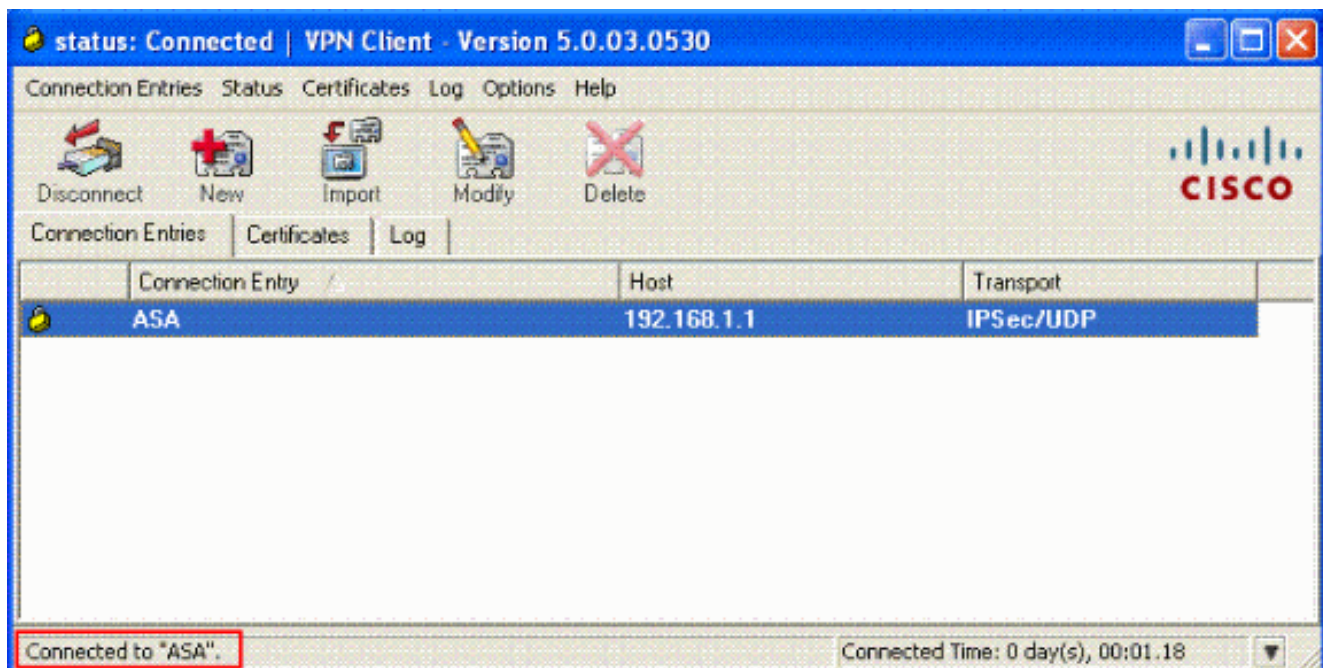 status: Connected | VPN Client - Version 5.0.03.0530
Connection Entries Status Certificates Log Options Help
Disconnect New Import Modify Delete
CISCO
Connection Entries Certificates Log
Connection Entry Host Transport
ASA 192.168.1.1 IPSec/UDP
Connected to "ASA". Connected Time: 0 day(s), 00:01.18